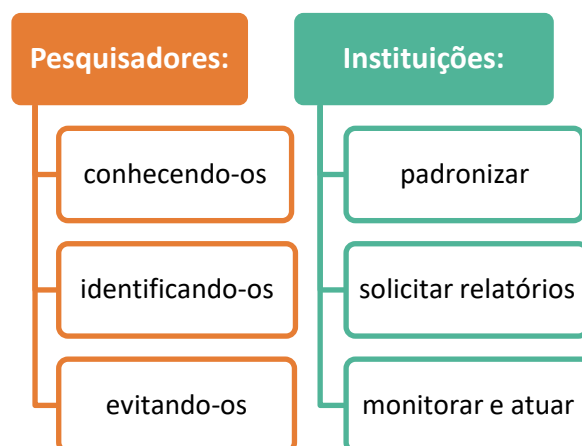 Pesquisadores:
conhecendo-os
identificando-os
evitando-os
Instituições:
padronizar
solicitar relatórios
monitorar e atuar